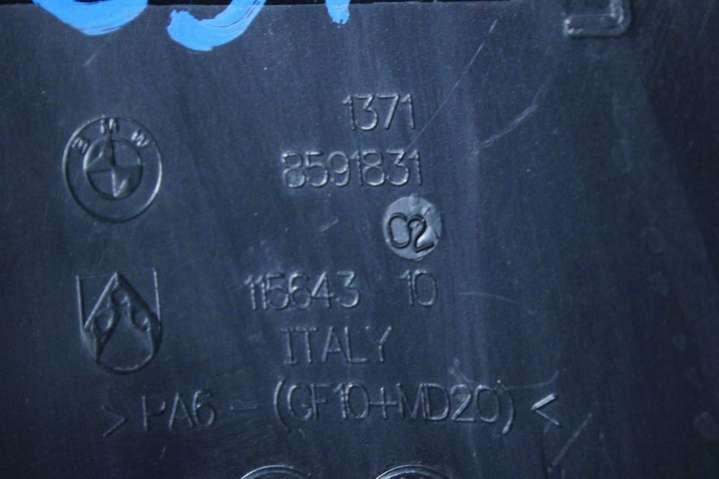 BMW
1371
8591831
02
115643 10
ITALY
>PA6-(GF10+MD20)<